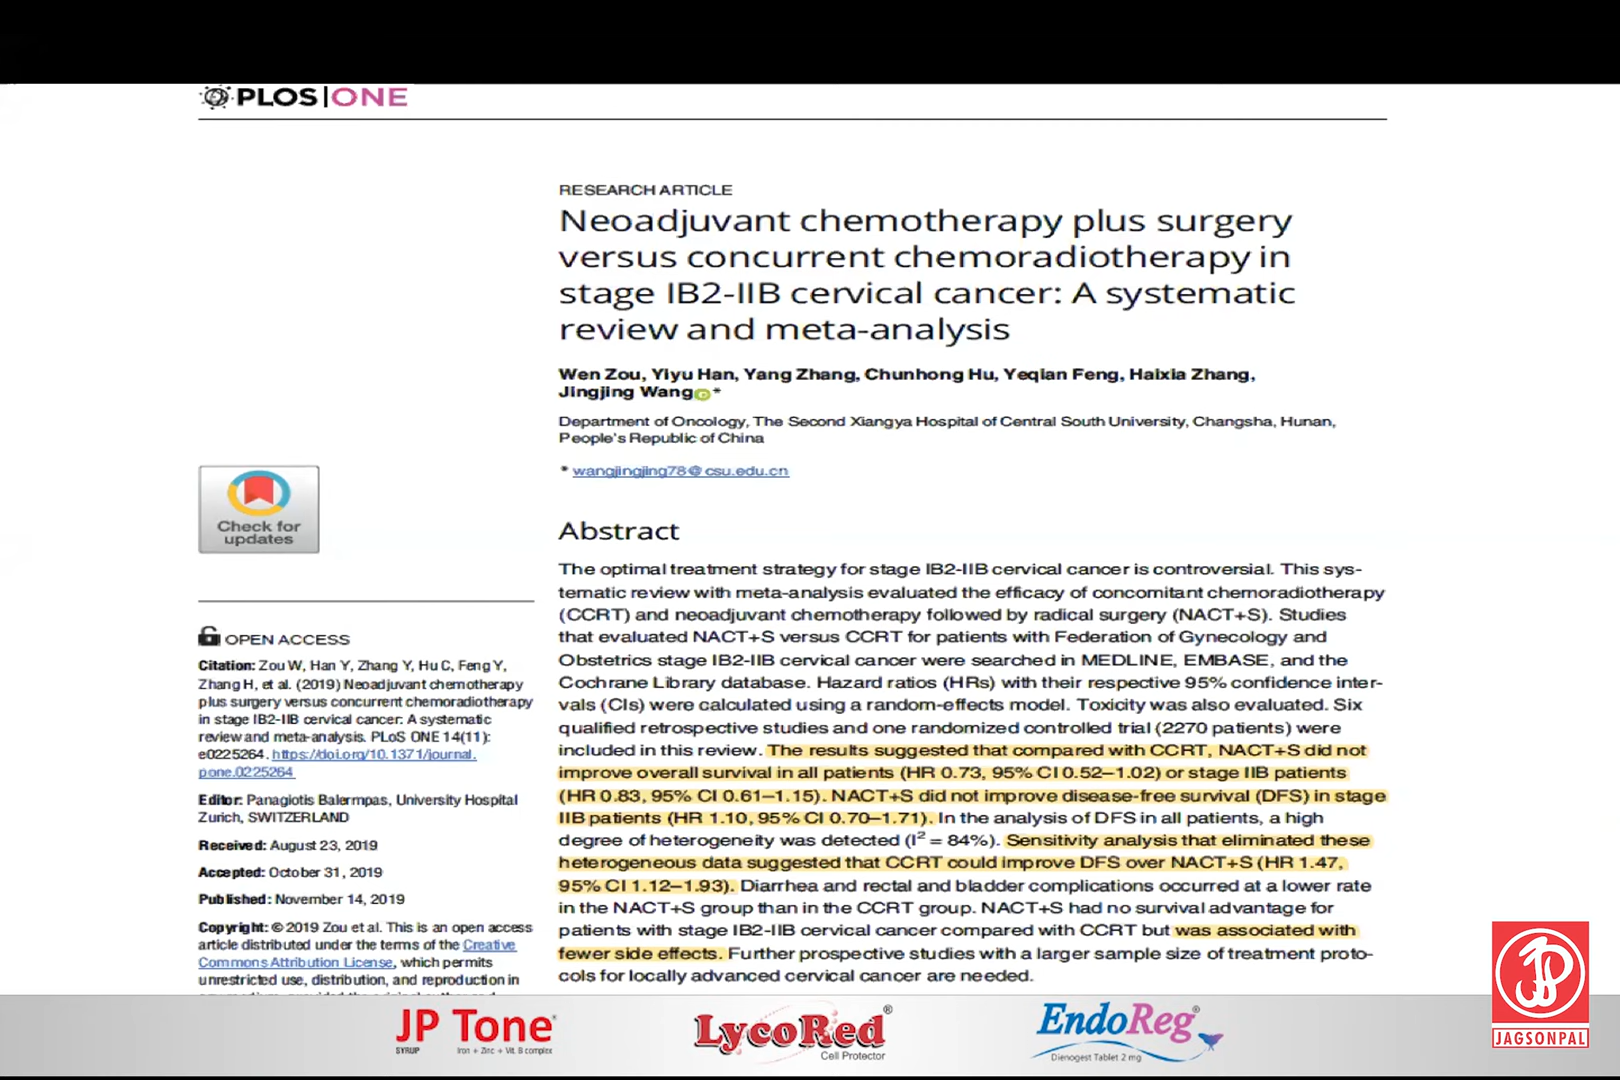 PLOS | ONE
RESEARCH ARTICLE
Neoadjuvant chemotherapy plus surgery
versus concurrent chemoradiotherapy in
stage IB2-IIB cervical cancer: A systematic
review and meta-analysis
Wen Zou, Yiyu Han, Yang Zhang, Chunhong Hu, Yeqian Feng, Haixia Zhang,
Jingjing Wang *
Department of Oncology, The Second Xiangya Hospital of Central South University, Changsha, Hunan,
People's Republic of China
* wangjingjing78@csu.edu.cn
Check for
updates
Abstract
The optimal treatment strategy for stage IB2-IIB cervical cancer is controversial. This sys-
tematic review with meta-analysis evaluated the efficacy of concomitant chemoradiotherapy
(CCRT) and neoadjuvant chemotherapy followed by radical surgery (NACT+S). Studies
that evaluated NACT+S versus CCRT for patients with Federation of Gynecology and
Obstetrics stage IB2-IIB cervical cancer were searched in MEDLINE, EMBASE, and the
Cochrane Library database. Hazard ratios (HRs) with their respective 95% confidence inter-
vals (CIs) were calculated using a random-effects model. Toxicity was also evaluated. Six
qualified retrospective studies and one randomized controlled trial (2270 patients) were
included in this review. The results suggested that compared with CCRT, NACT+S did not
improve overall survival in all patients (HR 0.73, 95% CI 0.52–1.02) or stage IIB patients
(HR 0.83, 95% CI 0.61–1.15). NACT+S did not improve disease-free survival (DFS) in stage
IIB patients (HR 1.10, 95% CI 0.70–1.71). In the analysis of DFS in all patients, a high
degree of heterogeneity was detected (I² = 84%). Sensitivity analysis that eliminated these
heterogeneous data suggested that CCRT could improve DFS over NACT+S (HR 1.47,
95% CI 1.12–1.93). Diarrhea and rectal and bladder complications occurred at a lower rate
in the NACT+S group than in the CCRT group. NACT+S had no survival advantage for
patients with stage IB2-IIB cervical cancer compared with CCRT but was associated with
fewer side effects. Further prospective studies with a larger sample size of treatment proto-
cols for locally advanced cervical cancer are needed.
OPEN ACCESS
Citation: Zou W, Han Y, Zhang Y, Hu C, Feng Y,
Zhang H, et al. (2019) Neoadjuvant chemotherapy
plus surgery versus concurrent chemoradiotherapy
in stage IB2-IIB cervical cancer: A systematic
review and meta-analysis. PLoS ONE 14(11):
e0225264. https://doi.org/10.1371/journal.
pone.0225264
Editor: Panagiotis Balermpas, University Hospital
Zurich, SWITZERLAND
Received: August 23, 2019
Accepted: October 31, 2019
Published: November 14, 2019
Copyright: © 2019 Zou et al. This is an open access
article distributed under the terms of the Creative
Commons Attribution License, which permits
unrestricted use, distribution, and reproduction in
JP Tone
SYRUP Iron + Zinc + Vit. B complex
LycoRed®
Cell Protector
EndoReg®
Dienogest Tablet 2 mg
JAGSONPAL